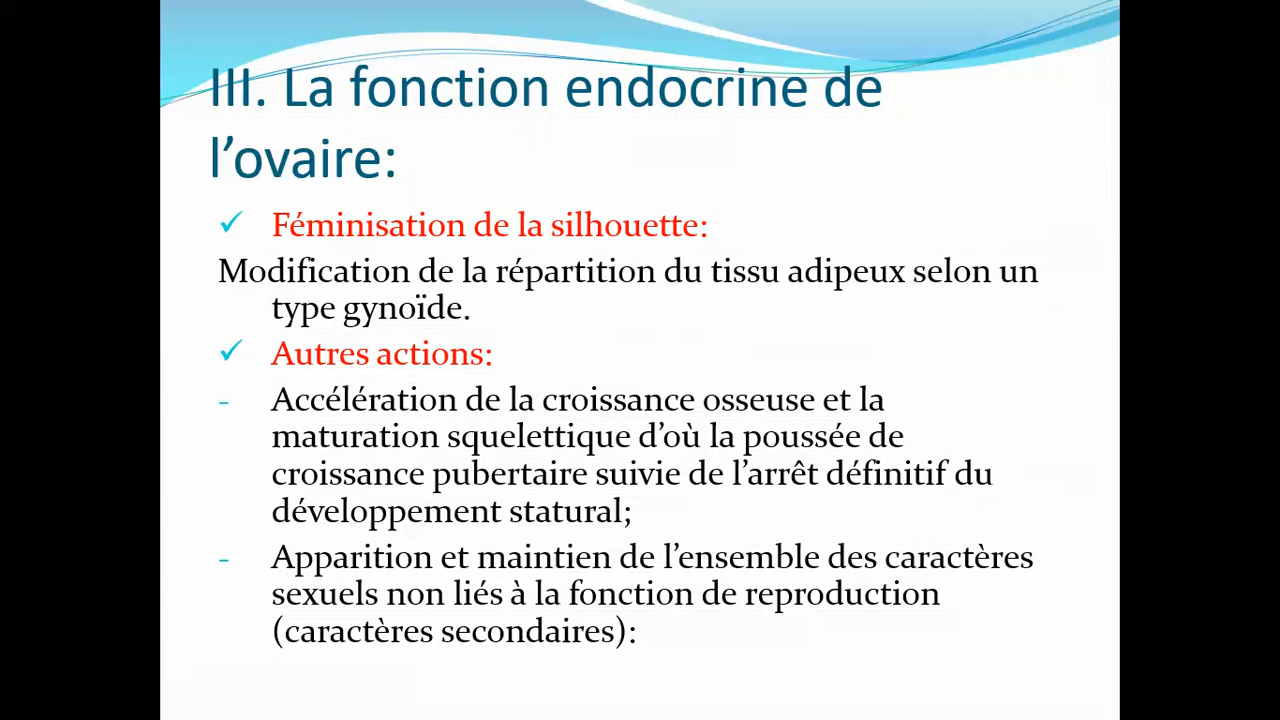 III. La fonction endocrine de
l’ovaire:
✓ Féminisation de la silhouette:
Modification de la répartition du tissu adipeux selon un
type gynoïde.
✓ Autres actions:
- Accélération de la croissance osseuse et la
maturation squelettique d’où la poussée de
croissance pubertaire suivie de l’arrêt définitif du
développement statural;
- Apparition et maintien de l’ensemble des caractères
sexuels non liés à la fonction de reproduction
(caractères secondaires):